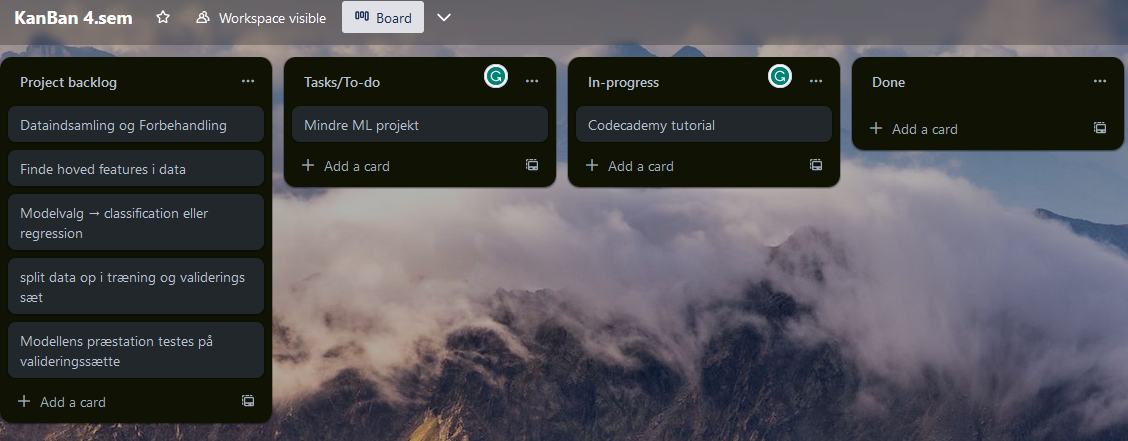 KanBan 4.sem
Workspace visible
Board
Project backlog
Dataindsamling og Forbehandling
Finde hoved features i data
Modelvalg → classification eller
regression
split data op i træning og validerings
sæt
Modellens præstation testes på
valideringssætte
+ Add a card
Tasks/To-do
Mindre ML projekt
+ Add a card
In-progress
Codecademy tutorial
+ Add a card
Done
+ Add a card